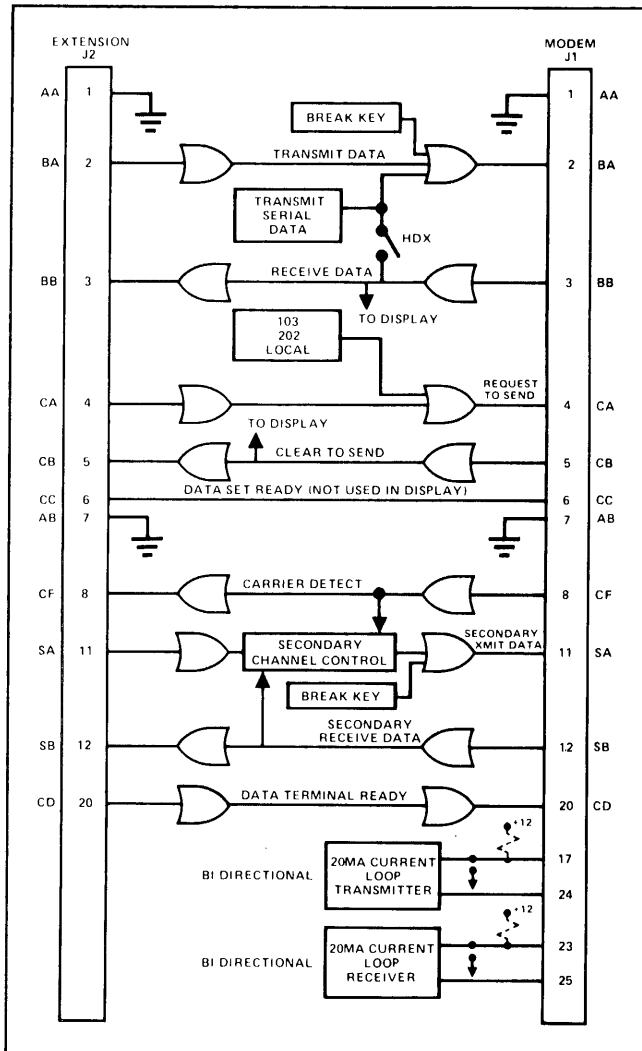 EXTENSION
J2
MODEM
J1
AA 1
1 AA
BREAK KEY
BA 2
TRANSMIT DATA
2 BA
TRANSMIT
SERIAL
DATA
HDX
BB 3
RECEIVE DATA
3 BB
TO DISPLAY
103
202
LOCAL
REQUEST
TO SEND
CA 4
4 CA
TO DISPLAY
CB 5
CLEAR TO SEND
5 CB
CC 6
DATA SET READY (NOT USED IN DISPLAY)
6 CC
AB 7
7 AB
CF 8
CARRIER DETECT
8 CF
SA 11
SECONDARY
CHANNEL CONTROL
SECONDARY
XMIT DATA
11 SA
BREAK KEY
SB 12
SECONDARY
RECEIVE DATA
12 SB
CD 20
DATA TERMINAL READY
20 CD
+12
BI DIRECTIONAL
20MA CURRENT
LOOP
TRANSMITTER
17
24
+12
BI DIRECTIONAL
20MA CURRENT
LOOP
RECEIVER
23
25